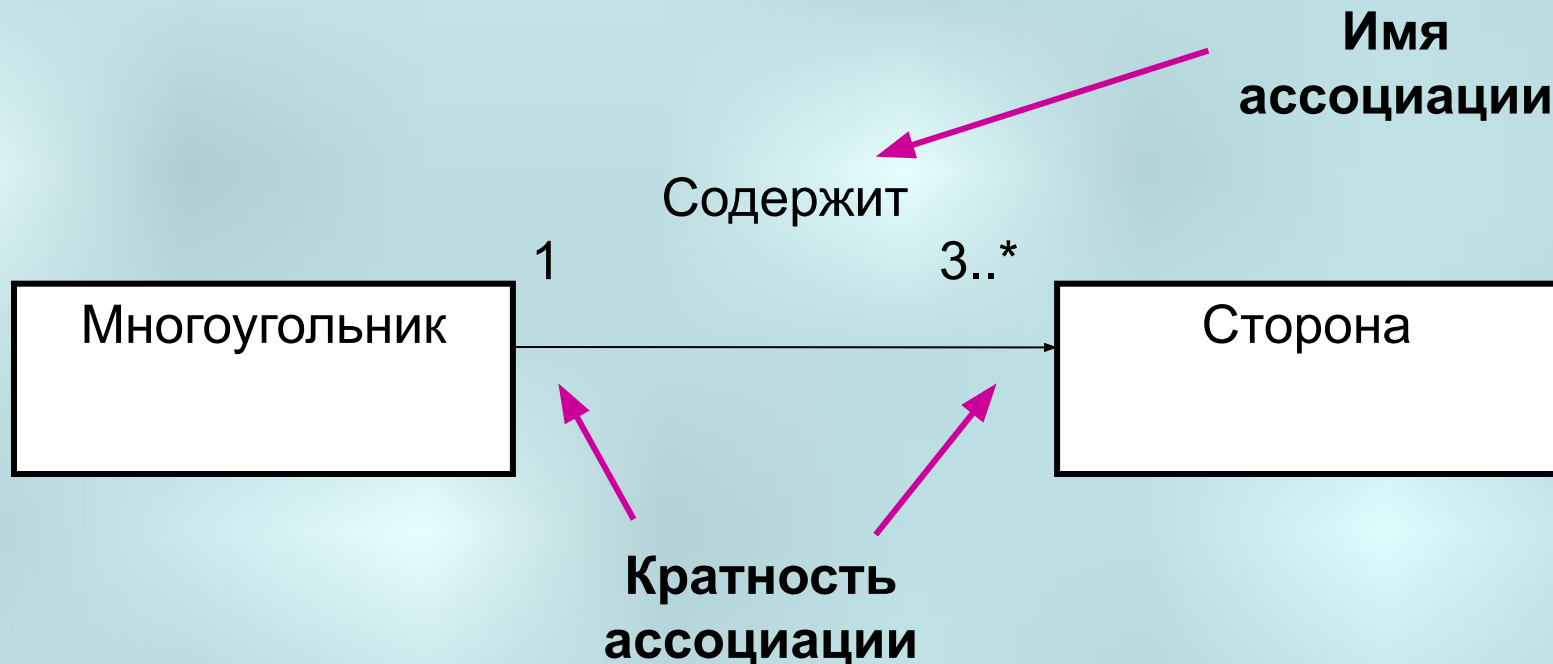 Имя
ассоциации
Содержит
1
3..*
Многоугольник
Сторона
Кратность
ассоциации